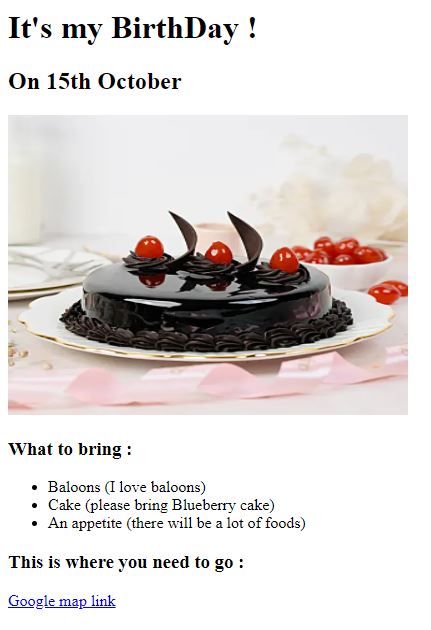 It's my BirthDay !
On 15th October
What to bring :
Baloons (I love baloons)
Cake (please bring Blueberry cake)
An appetite (there will be a lot of foods)
This is where you need to go :
Google map link